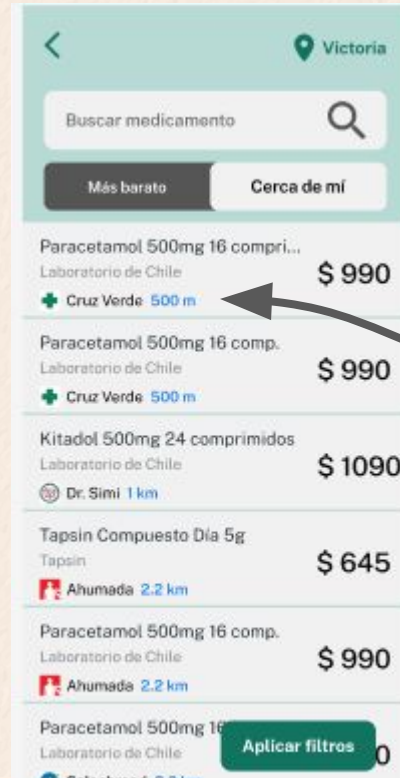 Victoria
Buscar medicamento
Más barato
Cerca de mí
Paracetamol 500mg 16 compri...
Laboratorio de Chile
$ 990
Cruz Verde 500 m
Paracetamol 500mg 16 comp.
Laboratorio de Chile
$ 990
Cruz Verde 500 m
Kitadol 500mg 24 comprimidos
Laboratorio de Chile
$ 1090
Dr. Simi 1 km
Tapsin Compuesto Día 5g
Tapsin
$ 645
Ahumada 2.2 km
Paracetamol 500mg 16 comp.
Laboratorio de Chile
$ 990
Ahumada 2.2 km
Paracetamol 500mg 16
Laboratorio de Chile
Aplicar filtros
0